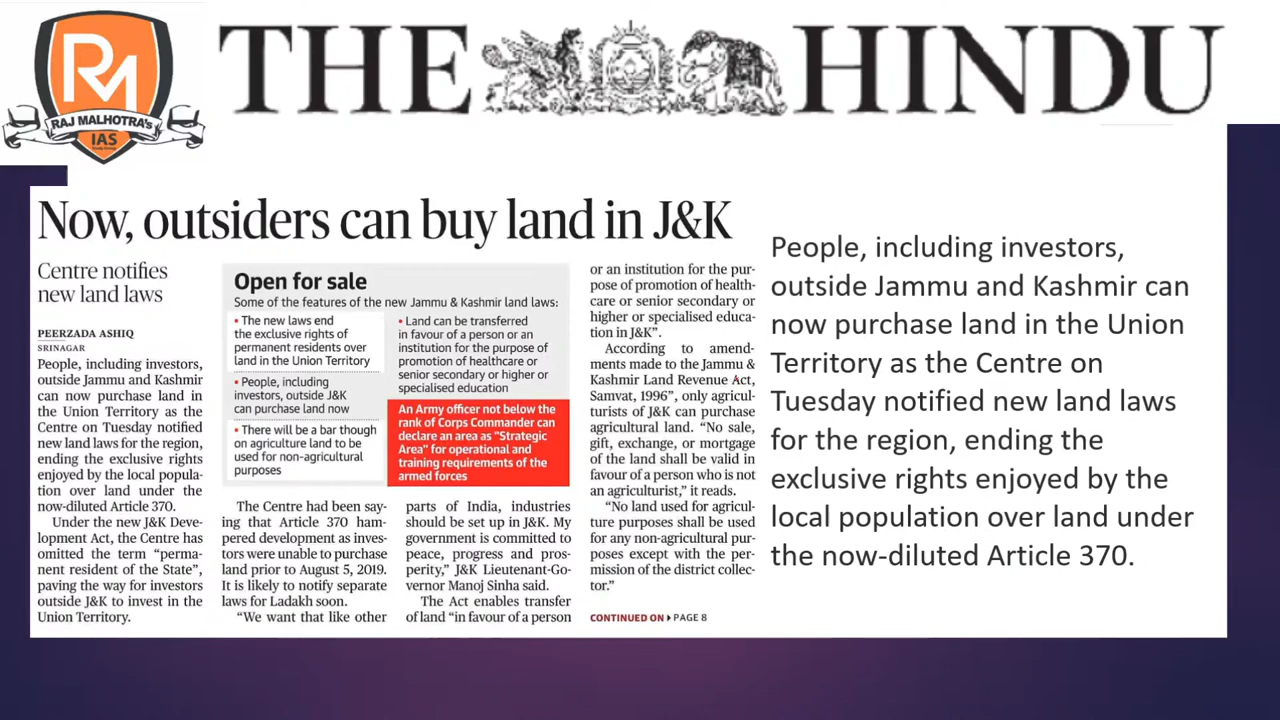 RM
RAJ MALHOTRA's
IAS
Study Group
THE HINDU
Now, outsiders can buy land in J&K
Centre notifies
new land laws
PEERZADA ASHIQ
SRINAGAR
People, including investors,
outside Jammu and Kashmir
can now purchase land in
the Union Territory as the
Centre on Tuesday notified
new land laws for the region,
ending the exclusive rights
enjoyed by the local popula-
tion over land under the
now-diluted Article 370.
Under the new J&K Deve-
lopment Act, the Centre has
omitted the term “perma-
nent resident of the State”,
paving the way for investors
outside J&K to invest in the
Union Territory.
Open for sale
Some of the features of the new Jammu & Kashmir land laws:
• The new laws end
the exclusive rights of
permanent residents over
land in the Union Territory
• People, including
investors, outside J&K
can purchase land now
• There will be a bar though
on agriculture land to be
used for non-agricultural
purposes
• Land can be transferred
in favour of a person or an
institution for the purpose of
promotion of healthcare or
senior secondary or higher or
specialised education
An Army officer not below the
rank of Corps Commander can
declare an area as "Strategic
Area" for operational and
training requirements of the
armed forces
The Centre had been say-
ing that Article 370 ham-
pered development as inves-
tors were unable to purchase
land prior to August 5, 2019.
It is likely to notify separate
laws for Ladakh soon.
“We want that like other
parts of India, industries
should be set up in J&K. My
government is committed to
peace, progress and pros-
perity,” J&K Lieutenant-Go-
vernor Manoj Sinha said.
The Act enables transfer
of land “in favour of a person
or an institution for the pur-
pose of promotion of health-
care or senior secondary or
higher or specialised educa-
tion in J&K”.
According to amend-
ments made to the Jammu &
Kashmir Land Revenue Act,
Samvat, 1996”, only agricul-
turists of J&K can purchase
agricultural land. “No sale,
gift, exchange, or mortgage
of the land shall be valid in
favour of a person who is not
an agriculturist,” it reads.
“No land used for agricul-
ture purposes shall be used
for any non-agricultural pur-
poses except with the per-
mission of the district collec-
tor.”
CONTINUED ON ▸ PAGE 8
People, including investors,
outside Jammu and Kashmir can
now purchase land in the Union
Territory as the Centre on
Tuesday notified new land laws
for the region, ending the
exclusive rights enjoyed by the
local population over land under
the now-diluted Article 370.